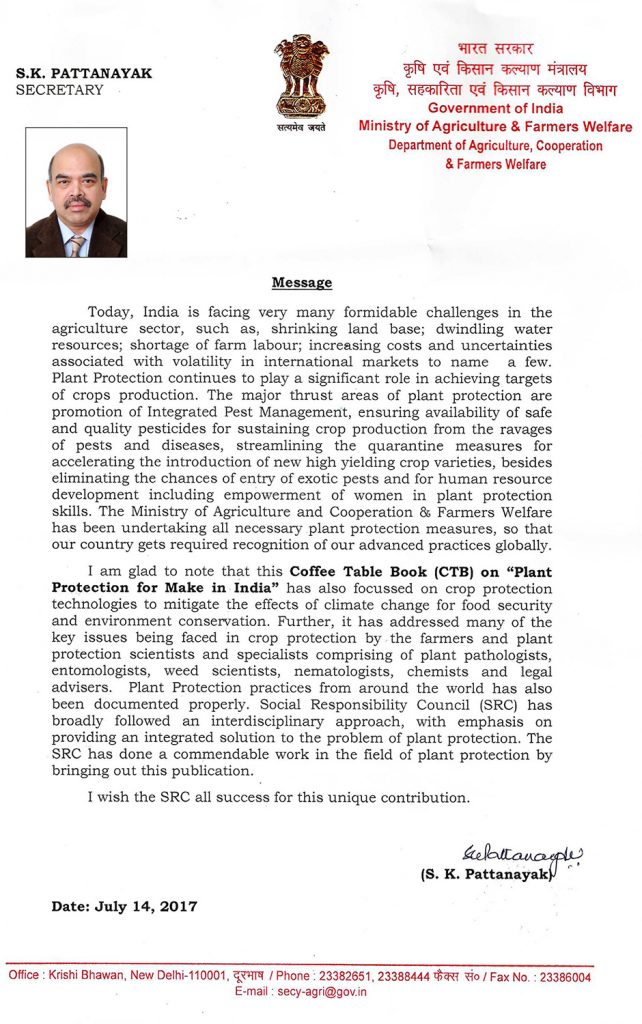 S.K. PATTANAYAK
SECRETARY
सत्यमेव जयते
भारत सरकार
कृषि एवं किसान कल्याण मंत्रालय
कृषि, सहकारिता एवं किसान कल्याण विभाग
Government of India
Ministry of Agriculture & Farmers Welfare
Department of Agriculture, Cooperation
& Farmers Welfare
Message
Today, India is facing very many formidable challenges in the
agriculture sector, such as, shrinking land base; dwindling water
resources; shortage of farm labour; increasing costs and uncertainties
associated with volatility in international markets to name a few.
Plant Protection continues to play a significant role in achieving targets
of crops production. The major thrust areas of plant protection are
promotion of Integrated Pest Management, ensuring availability of safe
and quality pesticides for sustaining crop production from the ravages
of pests and diseases, streamlining the quarantine measures for
accelerating the introduction of new high yielding crop varieties, besides
eliminating the chances of entry of exotic pests and for human resource
development including empowerment of women in plant protection
skills. The Ministry of Agriculture and Cooperation & Farmers Welfare
has been undertaking all necessary plant protection measures, so that
our country gets required recognition of our advanced practices globally.
I am glad to note that this Coffee Table Book (CTB) on “Plant
Protection for Make in India” has also focussed on crop protection
technologies to mitigate the effects of climate change for food security
and environment conservation. Further, it has addressed many of the
key issues being faced in crop protection by the farmers and plant
protection scientists and specialists comprising of plant pathologists,
entomologists, weed scientists, nematologists, chemists and legal
advisers. Plant Protection practices from around the world has also
been documented properly. Social Responsibility Council (SRC) has
broadly followed an interdisciplinary approach, with emphasis on
providing an integrated solution to the problem of plant protection. The
SRC has done a commendable work in the field of plant protection by
bringing out this publication.
I wish the SRC all success for this unique contribution.
(S. K. Pattanayak)
Date: July 14, 2017
Office : Krishi Bhawan, New Delhi-110001, दूरभाष / Phone : 23382651, 23388444 फैक्स सं० / Fax No. : 23386004
E-mail : secy-agri@gov.in